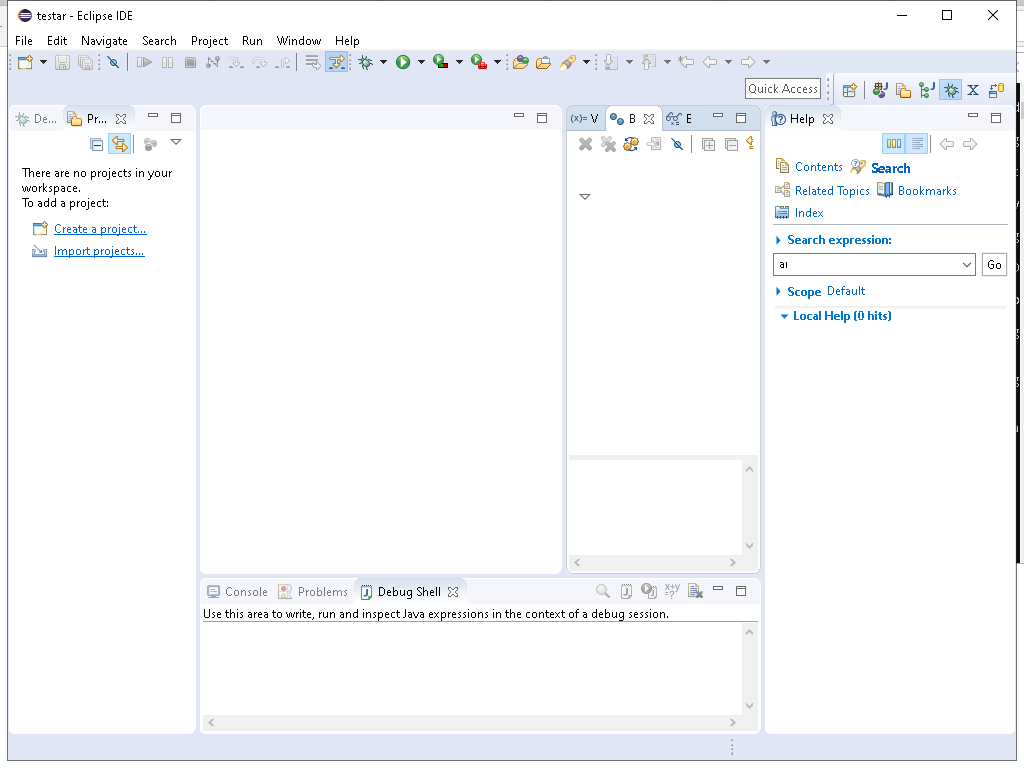 testar - Eclipse IDE
File Edit Navigate Search Project Run Window Help
Quick Access
De...
Pr...
There are no projects in your
workspace.
To add a project:
Create a project...
Import projects...
(x)= V
B
E
Help
Contents
Search
Related Topics
Bookmarks
Index
Search expression:
Go
Scope Default
Local Help (0 hits)
Console
Problems
Debug Shell
Use this area to write, run and inspect Java expressions in the context of a debug session.